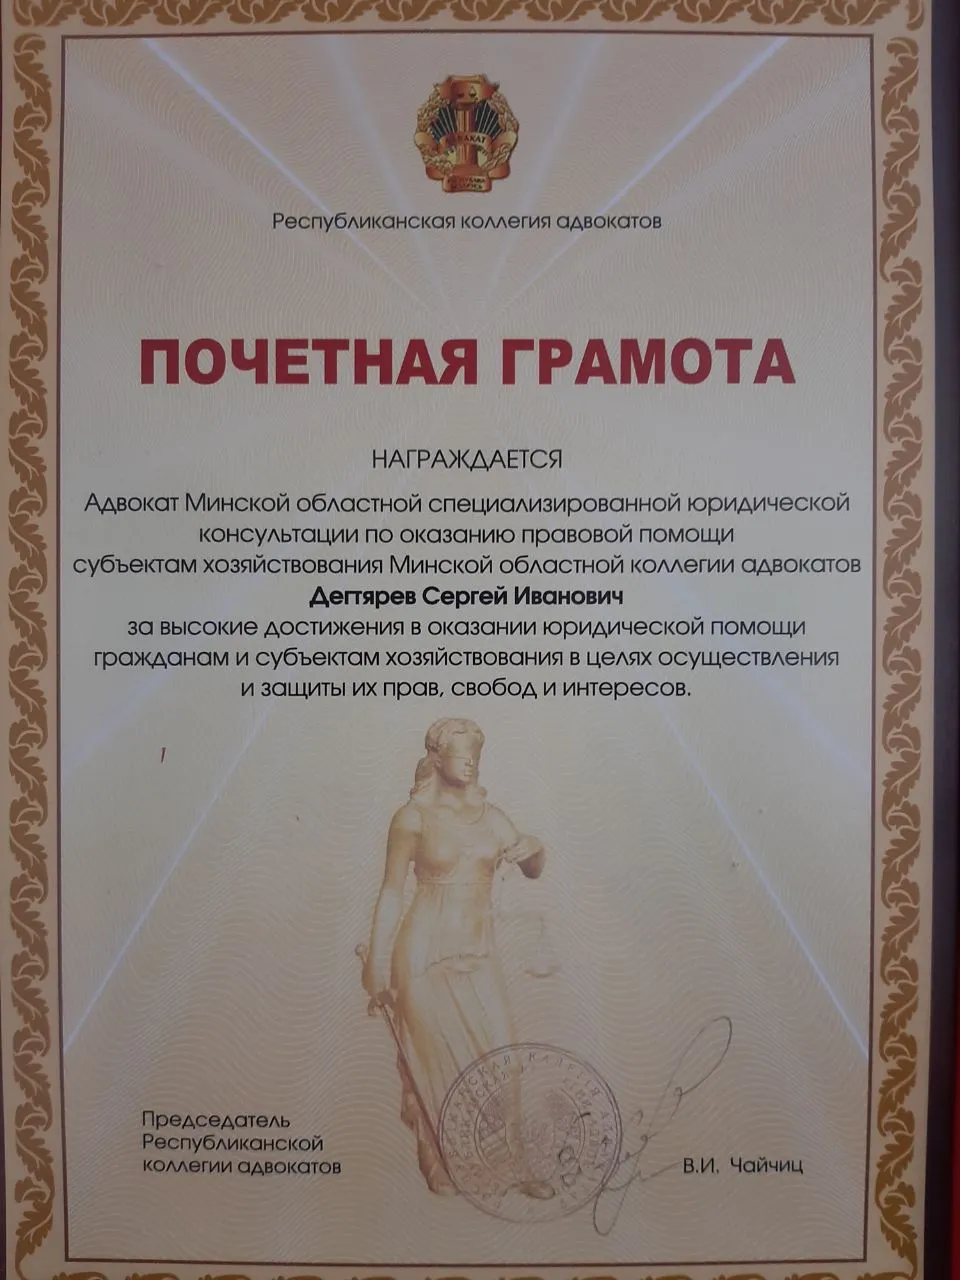 АДВАКАТ
Республиканская коллегия адвокатов
ПОЧЕТНАЯ ГРАМОТА
НАГРАЖДАЕТСЯ
Адвокат Минской областной специализированной юридической
консультации по оказанию правовой помощи
субъектам хозяйствования Минской областной коллегии адвокатов
Дегтярев Сергей Иванович
за высокие достижения в оказании юридической помощи
гражданам и субъектам хозяйствования в целях осуществления
и защиты их прав, свобод и интересов.
Председатель
Республиканской
коллегии адвокатов
В.И. Чайчиц